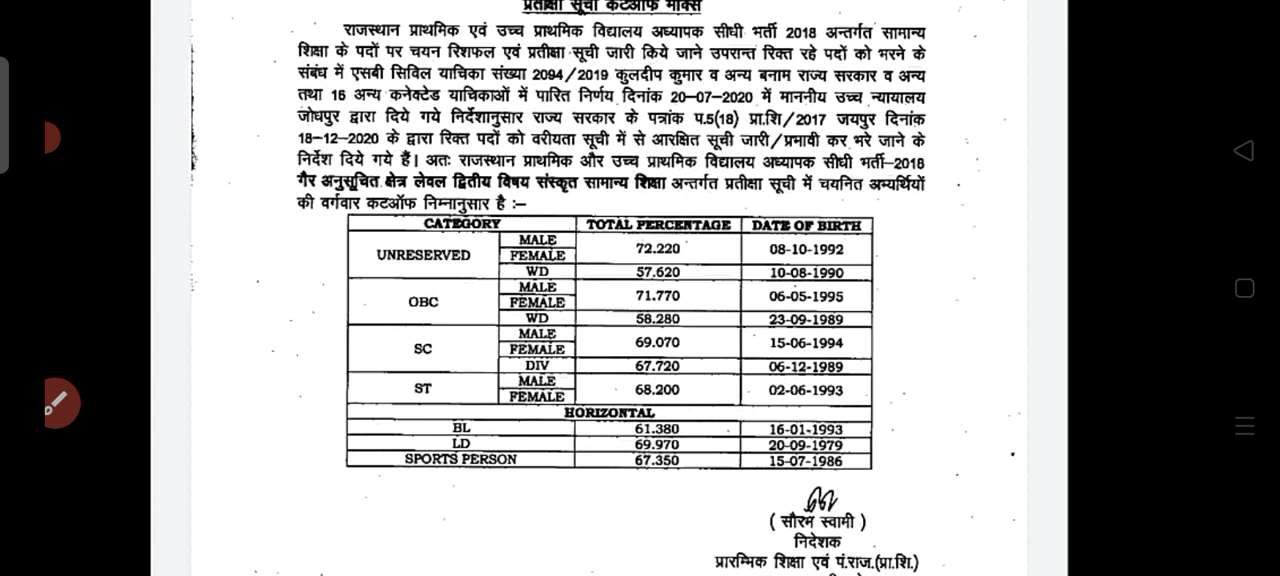 प्रतीक्षा सूची कटऑफ मार्क्स
राजस्थान प्राथमिक एवं उच्च प्राथमिक विद्यालय अध्यापक सीधी भर्ती 2018 अन्तर्गत सामान्य
शिक्षा के पदों पर चयन रिशफल एवं प्रतीक्षा सूची जारी किये जाने उपरान्त रिक्त रहे पदों को भरने के
संबंध में एसबी सिविल याचिका संख्या 2094/2019 कुलदीप कुमार व अन्य बनाम राज्य सरकार व अन्य
तथा 16 अन्य कनेक्टेड याचिकाओं में पारित निर्णय दिनांक 20-07-2020 में माननीय उच्च न्यायालय
जोधपुर द्वारा दिये गये निर्देशानुसार राज्य सरकार के पत्रांक प.5(18) प्रा.शि/2017 जयपुर दिनांक
18-12-2020 के द्वारा रिक्त पदों को वरीयता सूची में से आरक्षित सूची जारी/प्रभावी कर भरे जाने के
निर्देश दिये गये हैं। अतः राजस्थान प्राथमिक और उच्च प्राथमिक विद्यालय अध्यापक सीधी भर्ती-2018
गैर अनुसूचित क्षेत्र लेवल द्वितीय विषय संस्कृत सामान्य शिक्षा अन्तर्गत प्रतीक्षा सूची में चयनित अभ्यर्थियों
की वर्गवार कटऑफ निम्नानुसार है :–
CATEGORY TOTAL PERCENTAGE DATE OF BIRTH
UNRESERVED MALE FEMALE 72.220 08-10-1992
WD 57.620 10-08-1990
OBC MALE FEMALE 71.770 06-05-1995
WD 58.280 23-09-1989
SC MALE FEMALE 69.070 15-06-1994
DIV 67.720 06-12-1989
ST MALE FEMALE 68.200 02-06-1993
HORIZONTAL
BL 61.380 16-01-1993
LD 69.970 20-09-1979
SPORTS PERSON 67.350 15-07-1986
( सौरभ स्वामी )
निदेशक
प्रारम्भिक शिक्षा एवं पं.राज.(प्रा.शि.)